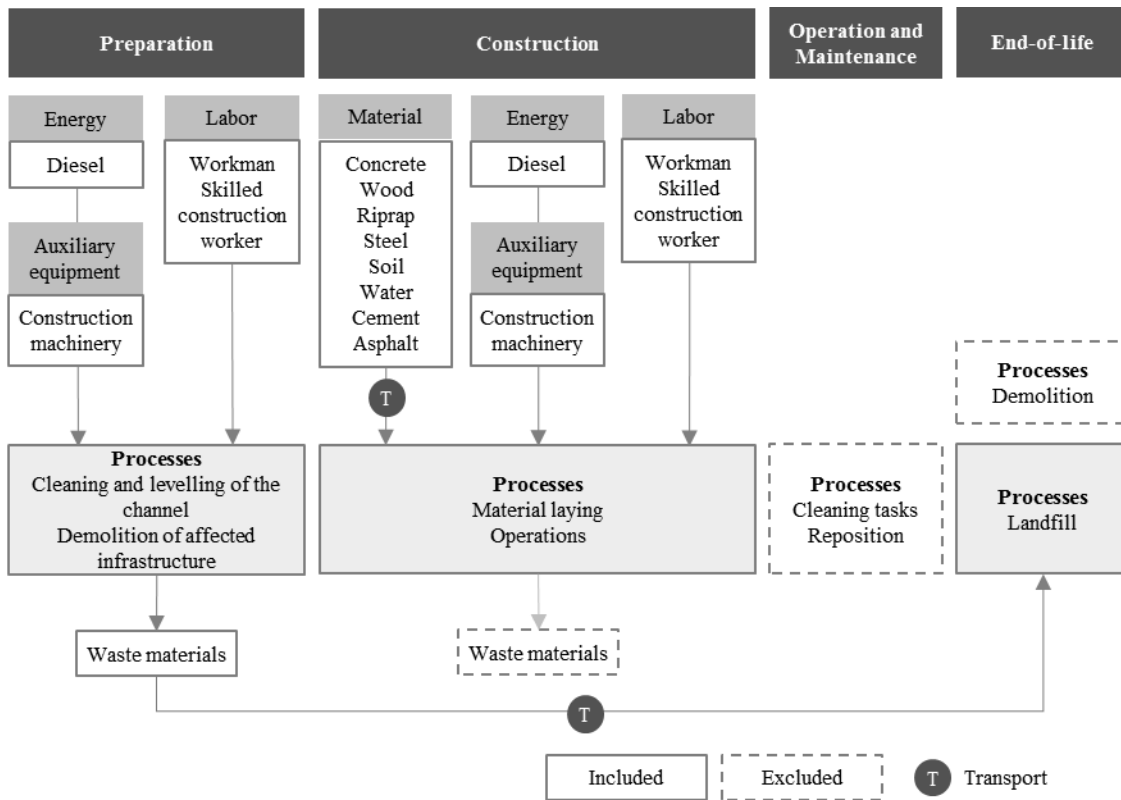 Preparation
Construction
Operation and
Maintenance
End-of-life
Energy
Diesel
Auxiliary
equipment
Construction
machinery
Labor
Workman
Skilled
construction
worker
Material
Concrete
Wood
Riprap
Steel
Soil
Water
Cement
Asphalt
T
Energy
Diesel
Auxiliary
equipment
Construction
machinery
Labor
Workman
Skilled
construction
worker
Processes
Demolition
Processes
Cleaning and levelling of the
channel
Demolition of affected
infrastructure
Processes
Material laying
Operations
Processes
Cleaning tasks
Reposition
Processes
Landfill
Waste materials
Waste materials
T
Included
Excluded
T Transport